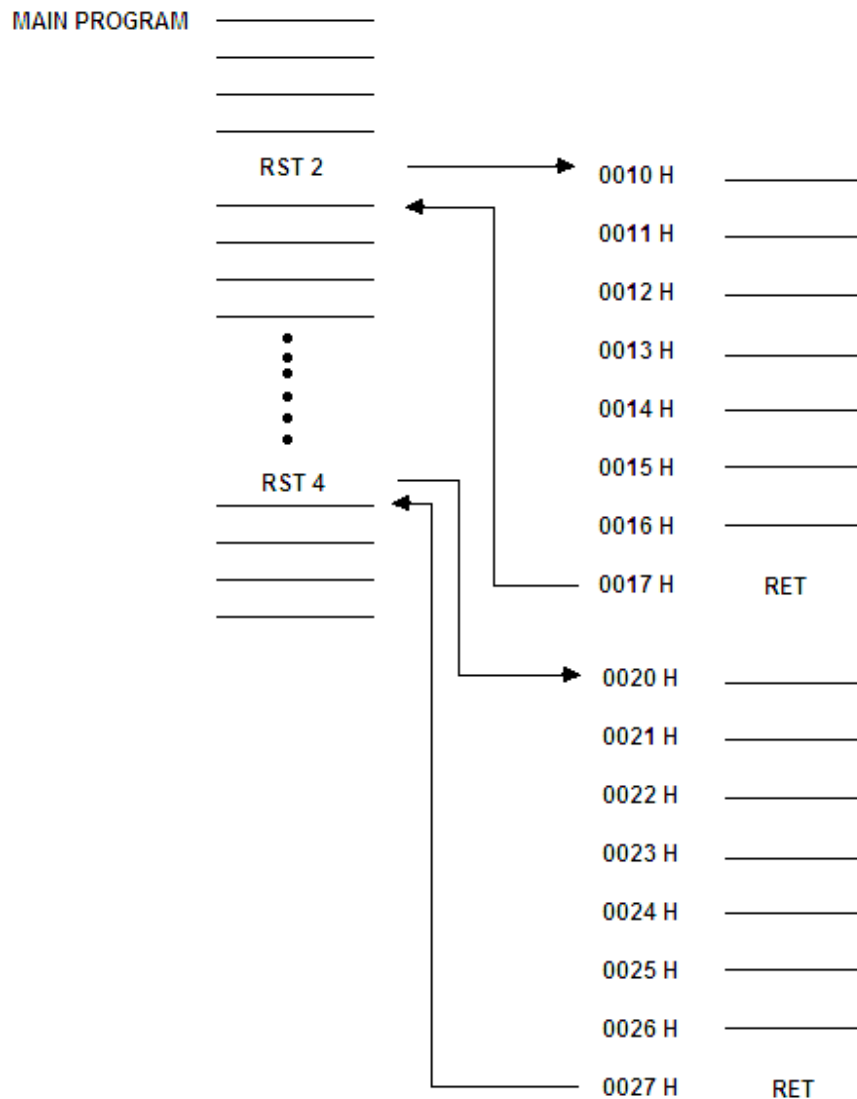 MAIN PROGRAM
RST 2
0010 H
0011 H
0012 H
0013 H
0014 H
0015 H
RST 4
0016 H
0017 H RET
0020 H
0021 H
0022 H
0023 H
0024 H
0025 H
0026 H
0027 H RET